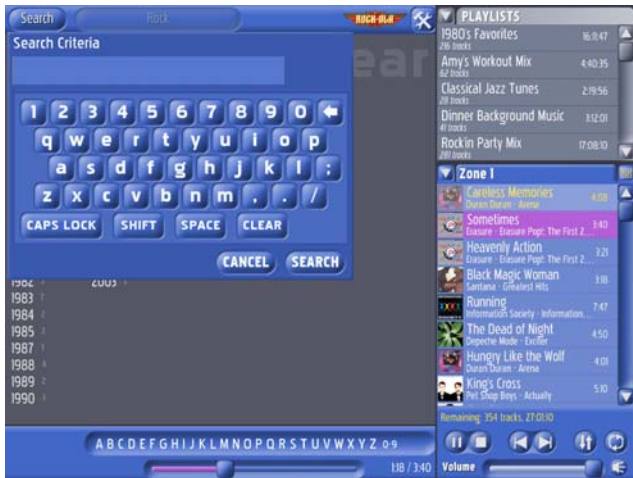 Search
Rotk
ROCK-OLA
Search Criteria
1 2 3 4 5 6 7 8 9 0
q w e r t y u i o p
a s d f g h j k l ;
z x c v b n m , . /
CAPS LOCK SHIFT SPACE CLEAR
CANCEL SEARCH
ear
1982
2003
1983
1984
1985
1987
1988
1989
1990
ABCDEFGHIJKLMNOPQRSTUVWXYZ 0-9
1:18 / 3:40
PLAYLISTS
1980's Favorites 16:11:47
216 tracks
Amy's Workout Mix 4:40:35
62 tracks
Classical Jazz Tunes 2:19:56
28 tracks
Dinner Background Music 3:12:01
41 tracks
Rockin Party Mix 17:08:10
281 tracks
Zone 1
Careless Memories 4:08
Duran Duran - Arena
Sometimes 3:40
Erasure - Erasure Pop!: The First 2...
Heavenly Action 3:21
Erasure - Erasure Pop!: The First 2...
Black Magic Woman 3:18
Santana - Greatest Hits
Running 7:47
Information Society - Information...
The Dead of Night 4:50
Depeche Mode - Exciter
Hungry Like the Wolf 4:01
Duran Duran - Arena
King's Cross 5:10
Pet Shop Boys - Actually
Remaining: 354 tracks, 27:01:10
Volume